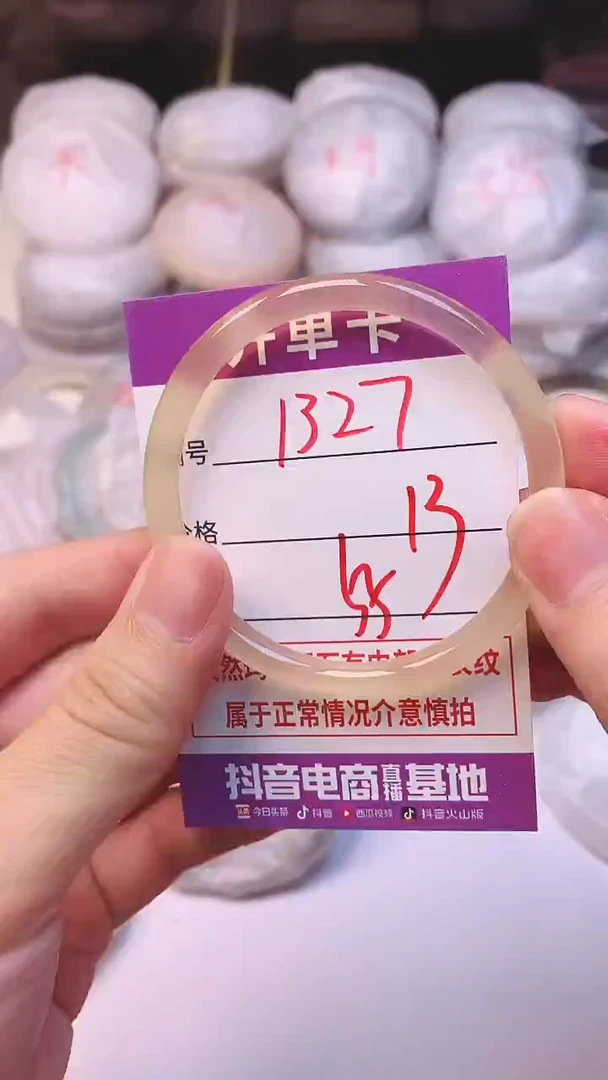 开单卡
号 1327
格 13
55
属于正常情况介意慎拍
抖音电商直播基地
今日头条 抖音 西瓜视频 抖音火山版